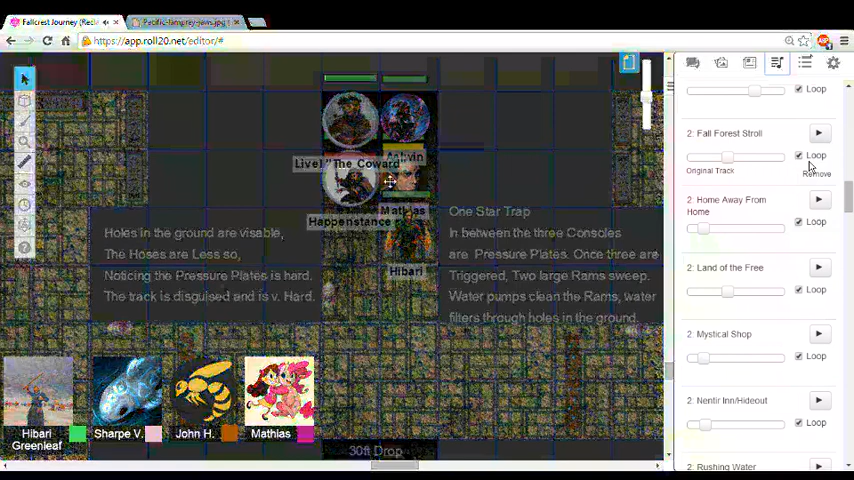 Fallcrest Journey (Recla
Pacific-lamprey-jaws.jpg
https://app.roll20.net/editor/#
ABP
Loop
2: Fall Forest Stroll
Loop
Original Track
Remove
2: Home Away From
Home
Loop
2: Land of the Free
Loop
2: Mystical Shop
Loop
2: Nentir Inn/Hideout
Loop
2: Rushing Water
Live! "The Coward"
Mathias
Happenstance
Hibari
Holes in the ground are visable,
The Hoses are Less so,
Noticing the Pressure Plates is hard.
The track is disguised and is v. Hard.
One Star Trap
In between the three Consoles
are Pressure Plates. Once three are
Triggered, Two large Rams sweep.
Water pumps clean the Rams, water
filters through holes in the ground.
30ft Drop
Hibari
Greenleaf
Sharpe V.
John H.
Mathias